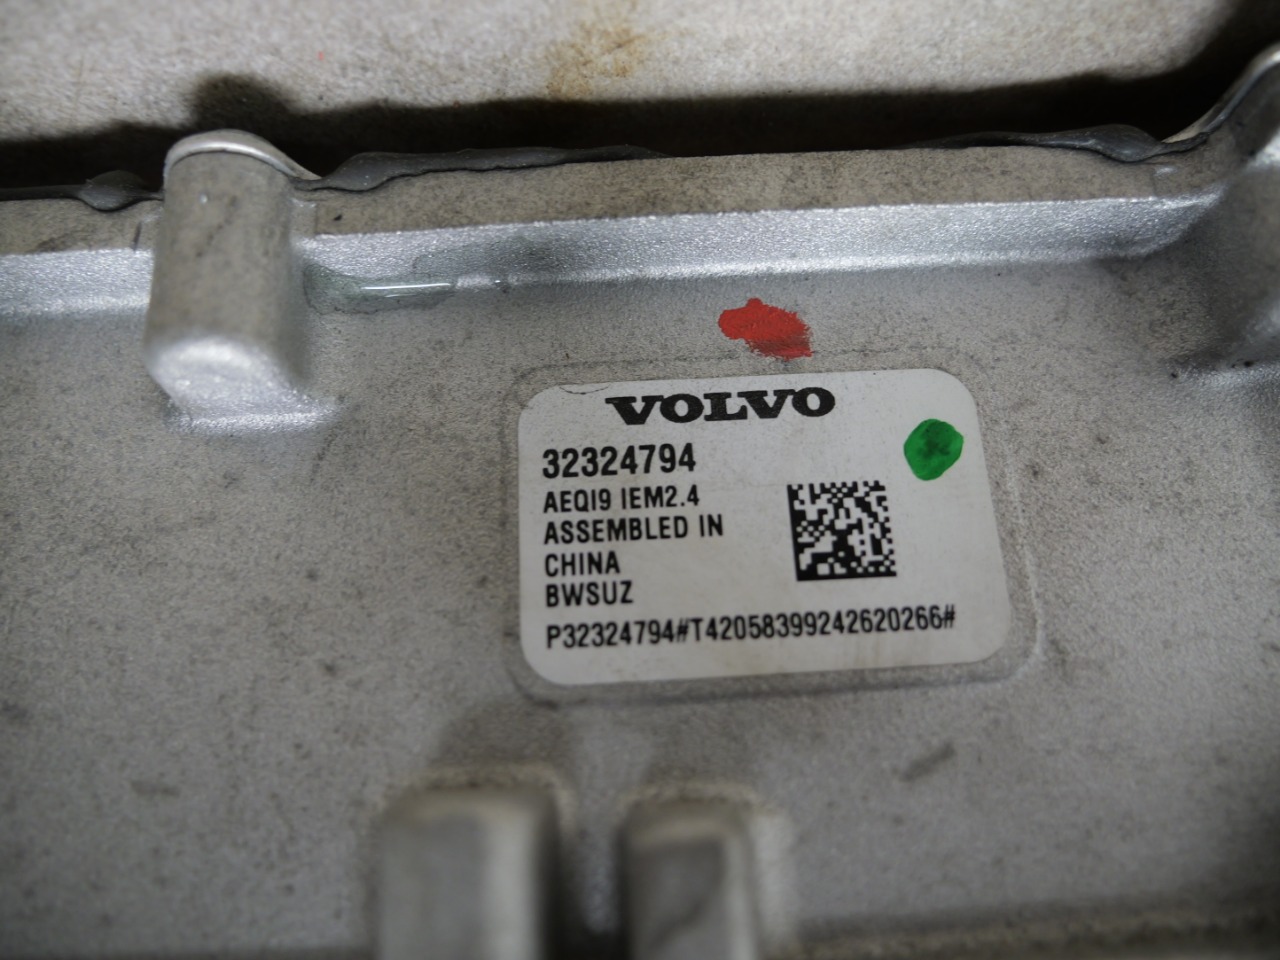 VOLVO
32324794
AEQI9 IEM2.4
ASSEMBLED IN
CHINA
BWSUZ
P32324794#T42058399242620266#